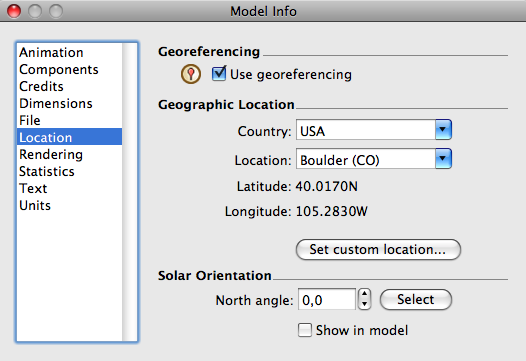 Model Info
Animation
Components
Credits
Dimensions
File
Location
Rendering
Statistics
Text
Units
Georeferencing
Use georeferencing
Geographic Location
Country: USA
Location: Boulder (CO)
Latitude: 40.0170N
Longitude: 105.2830W
Set custom location...
Solar Orientation
North angle: 0,0 Select
Show in model